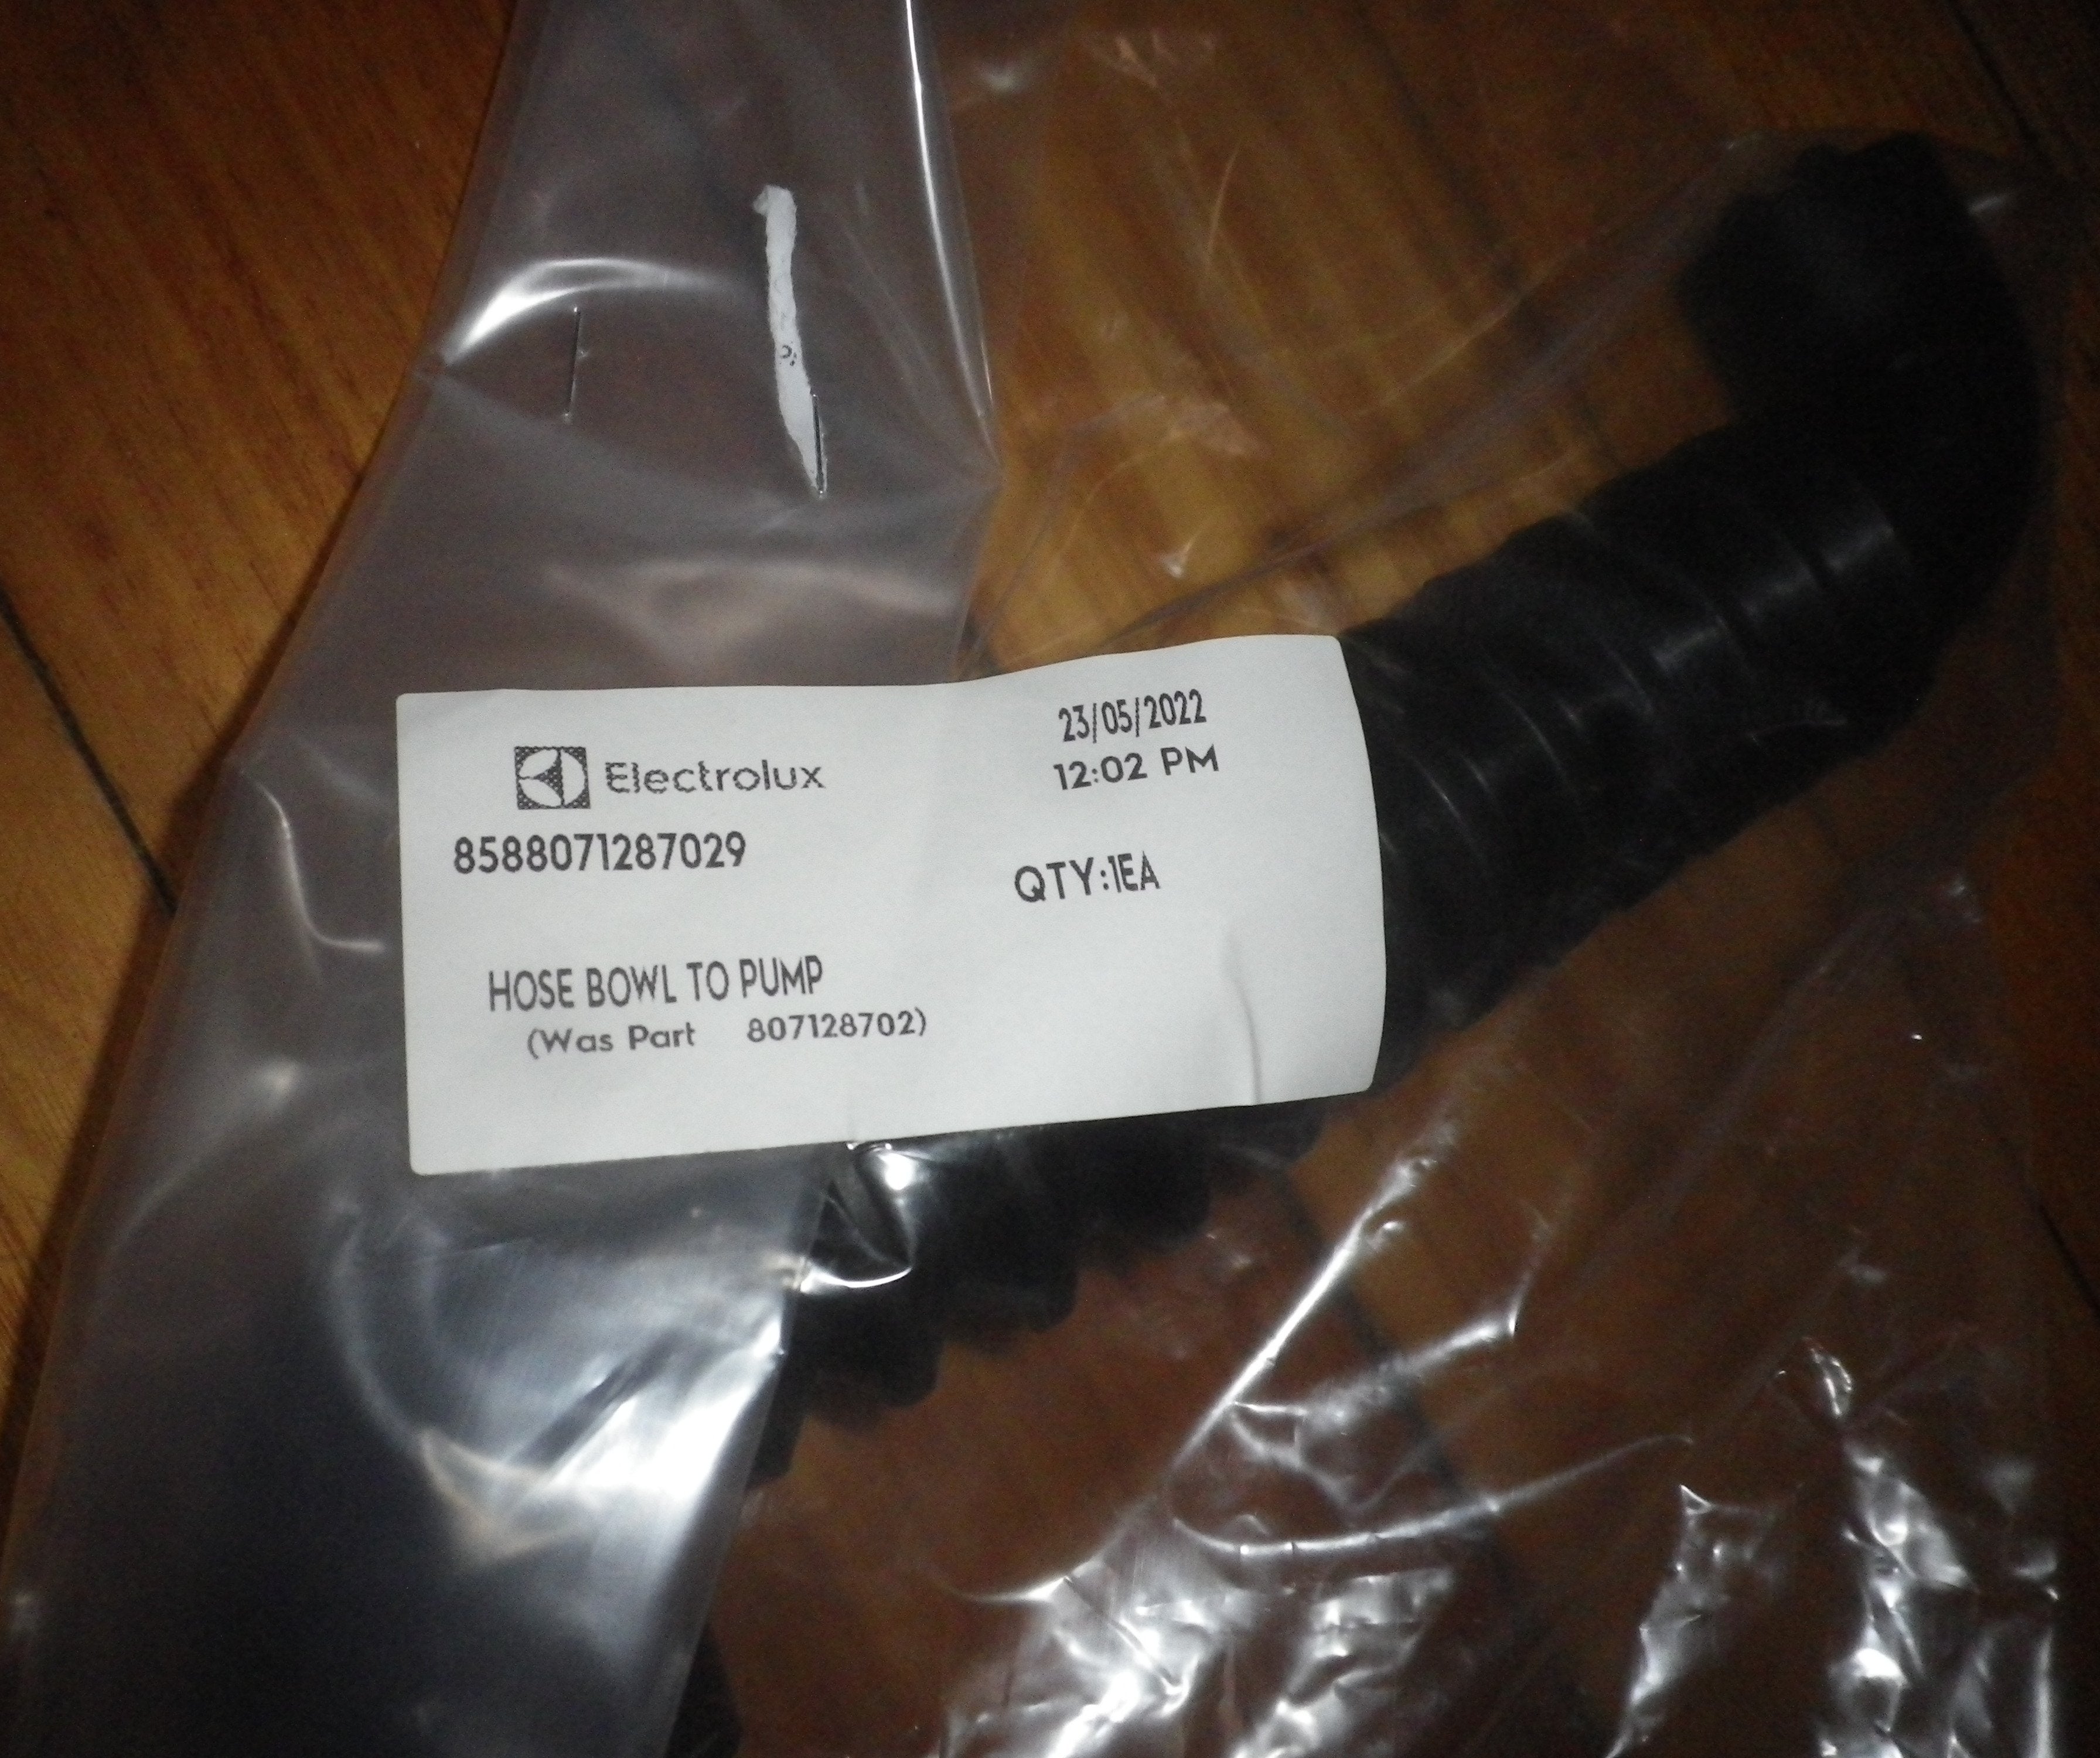 Electrolux
23/05/2022
12:02 PM
8588071287029
QTY:1EA
HOSE BOWL TO PUMP
(Was Part 807128702)